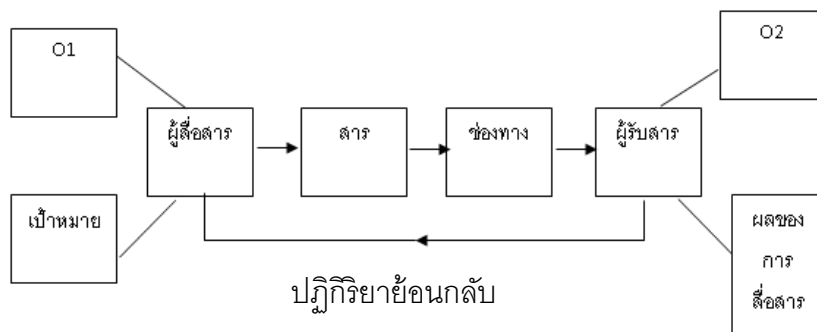 O1
O2
ผู้สื่อสาร
สาร
ช่องทาง
ผู้รับสาร
เป้าหมาย
ผลของ
การ
สื่อสาร
ปฏิกิริยาย้อนกลับ